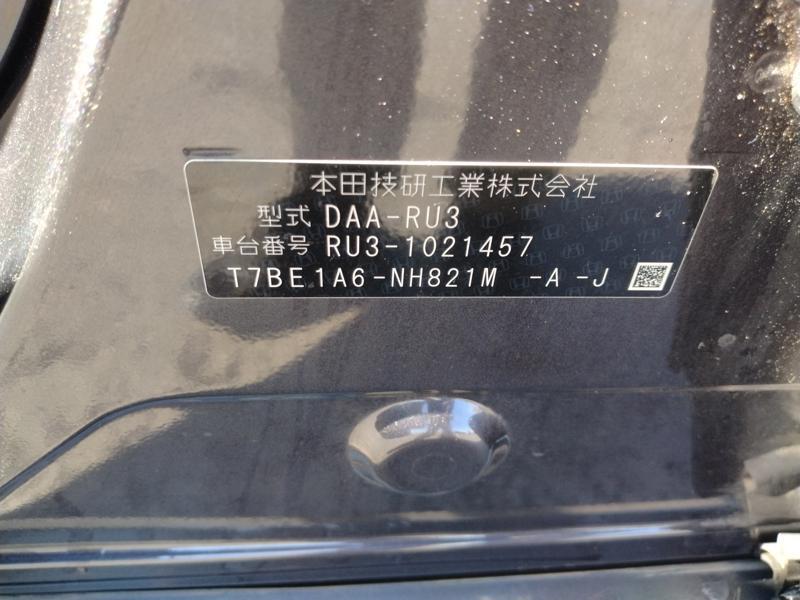 本田技研工業株式会社
型式 DAA-RU3
車台番号 RU3-1021457
T7BE1A6-NH821M -A -J